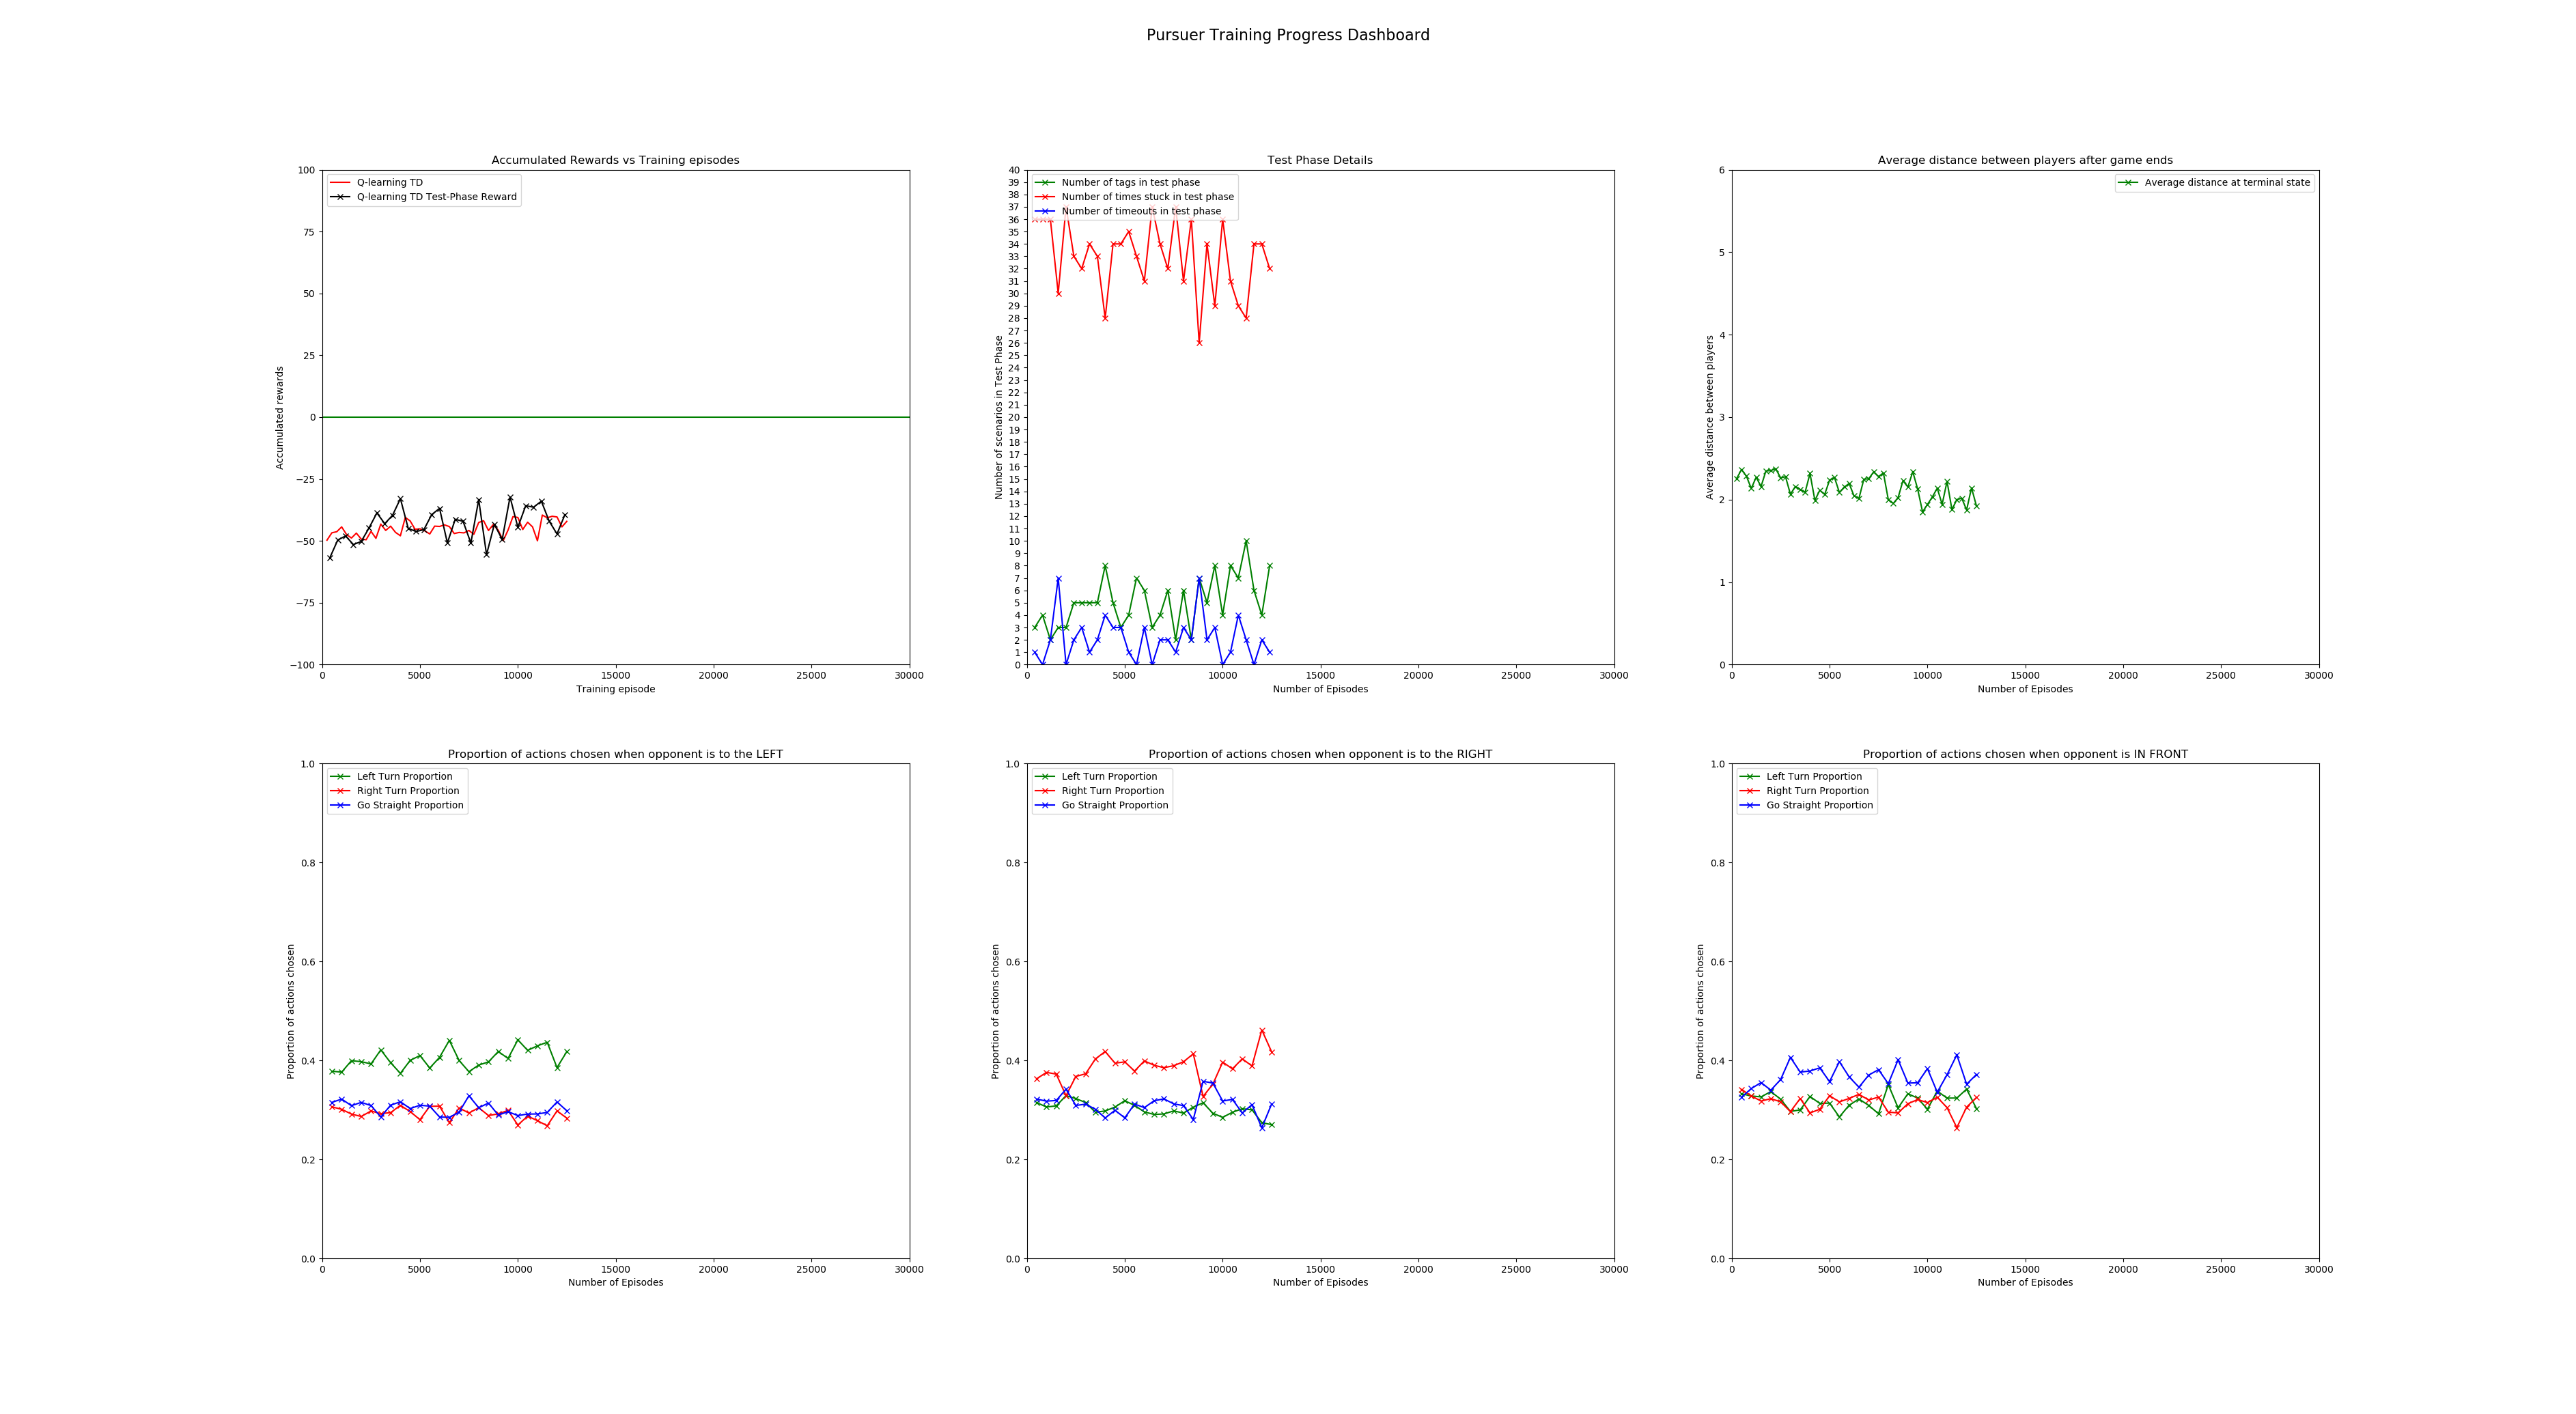 Pursuer Training Progress Dashboard
Accumulated Rewards vs Training episodes
Q-learning TD
Q-learning TD Test-Phase Reward
100
75
50
25
0
−25
−50
−75
−100
Accumulated rewards
0 5000 10000 15000 20000 25000 30000
Training episode
Test Phase Details
Number of tags in test phase
Number of times stuck in test phase
Number of timeouts in test phase
40
39
38
37
36
35
34
33
32
31
30
29
28
27
26
25
24
23
22
21
20
19
18
17
16
15
14
13
12
11
10
9
8
7
6
5
4
3
2
1
0
Number of scenarios in Test Phase
0 5000 10000 15000 20000 25000 30000
Number of Episodes
Average distance between players after game ends
Average distance at terminal state
6
5
4
3
2
1
0
Average distance between players
0 5000 10000 15000 20000 25000 30000
Number of Episodes
Proportion of actions chosen when opponent is to the LEFT
Left Turn Proportion
Right Turn Proportion
Go Straight Proportion
1.0
0.8
0.6
0.4
0.2
0.0
Proportion of actions chosen
0 5000 10000 15000 20000 25000 30000
Number of Episodes
Proportion of actions chosen when opponent is to the RIGHT
Left Turn Proportion
Right Turn Proportion
Go Straight Proportion
1.0
0.8
0.6
0.4
0.2
0.0
Proportion of actions chosen
0 5000 10000 15000 20000 25000 30000
Number of Episodes
Proportion of actions chosen when opponent is IN FRONT
Left Turn Proportion
Right Turn Proportion
Go Straight Proportion
1.0
0.8
0.6
0.4
0.2
0.0
Proportion of actions chosen
0 5000 10000 15000 20000 25000 30000
Number of Episodes